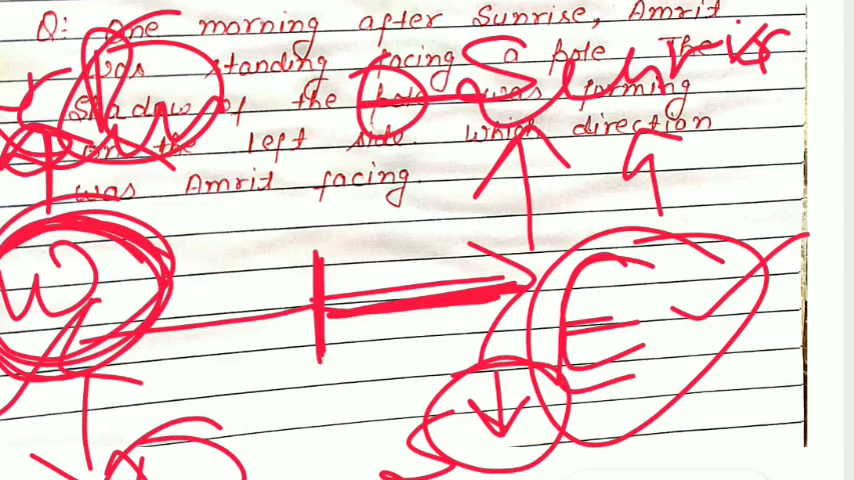 Q: One morning after Sunrise, Amrit
was standing facing a pole The
Shadow of the pole was forming
on the left side. which direction
was Amrit facing.
W
E